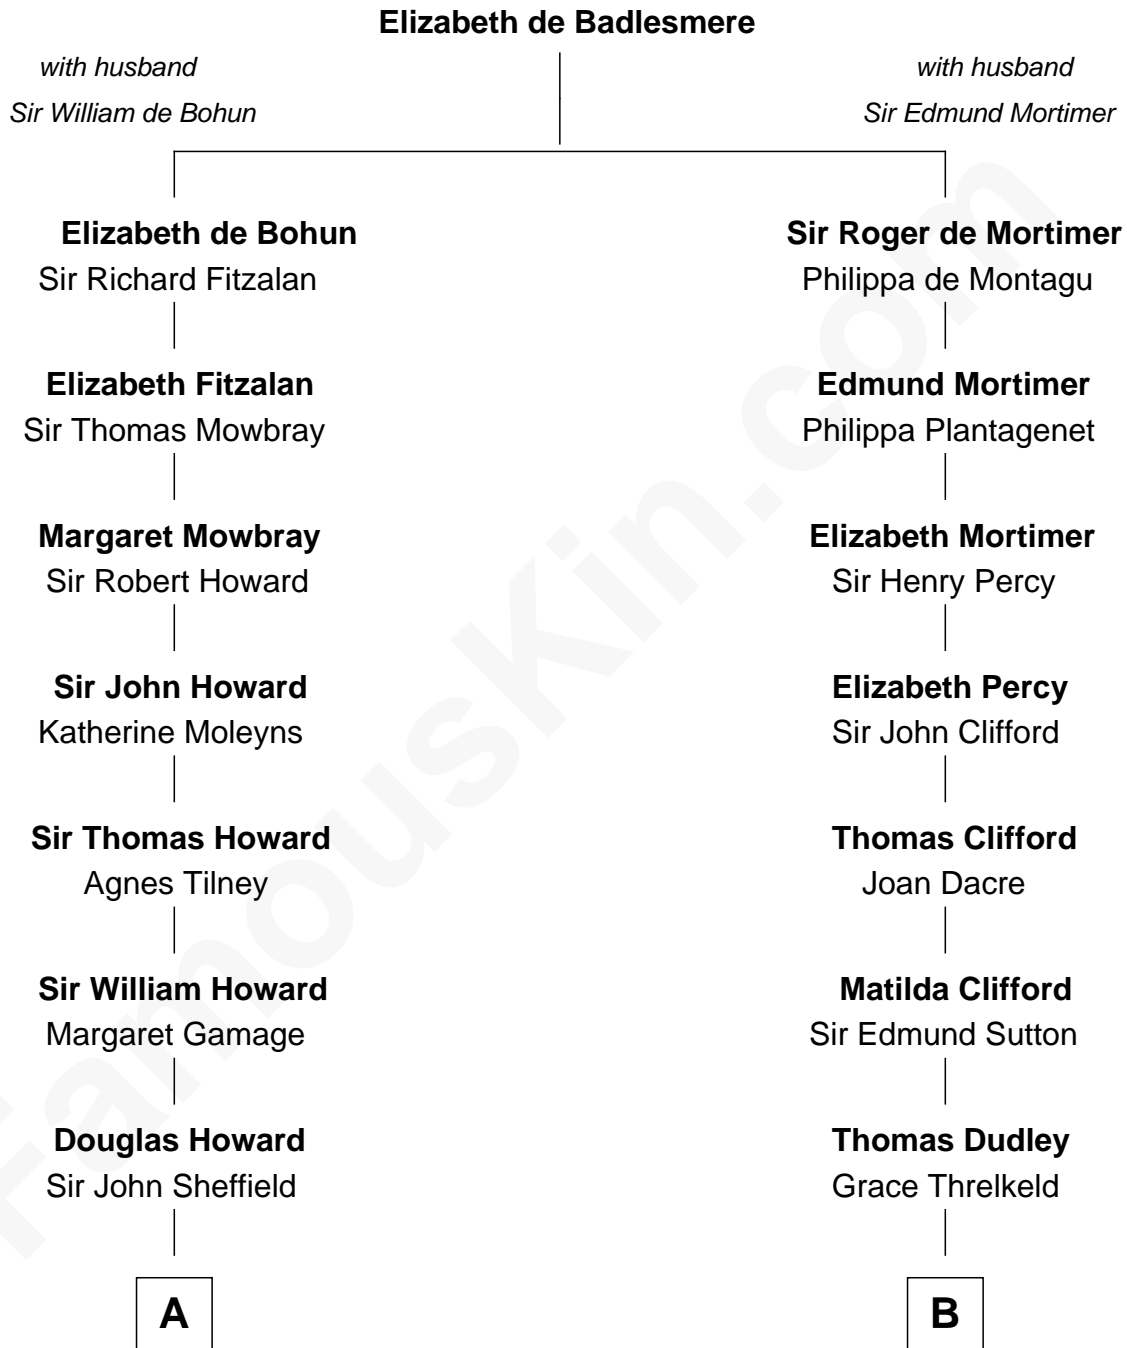 Elizabeth de Badlesmere
with husband
Sir William de Bohun
with husband
Sir Edmund Mortimer
Elizabeth de Bohun
Sir Richard Fitzalan
Sir Roger de Mortimer
Philippa de Montagu
Elizabeth Fitzalan
Sir Thomas Mowbray
Edmund Mortimer
Philippa Plantagenet
Margaret Mowbray
Sir Robert Howard
Elizabeth Mortimer
Sir Henry Percy
Sir John Howard
Katherine Moleyns
Elizabeth Percy
Sir John Clifford
Sir Thomas Howard
Agnes Tilney
Thomas Clifford
Joan Dacre
Sir William Howard
Margaret Gamage
Matilda Clifford
Sir Edmund Sutton
Douglas Howard
Sir John Sheffield
Thomas Dudley
Grace Threlkeld
A
B
FamousKin.com